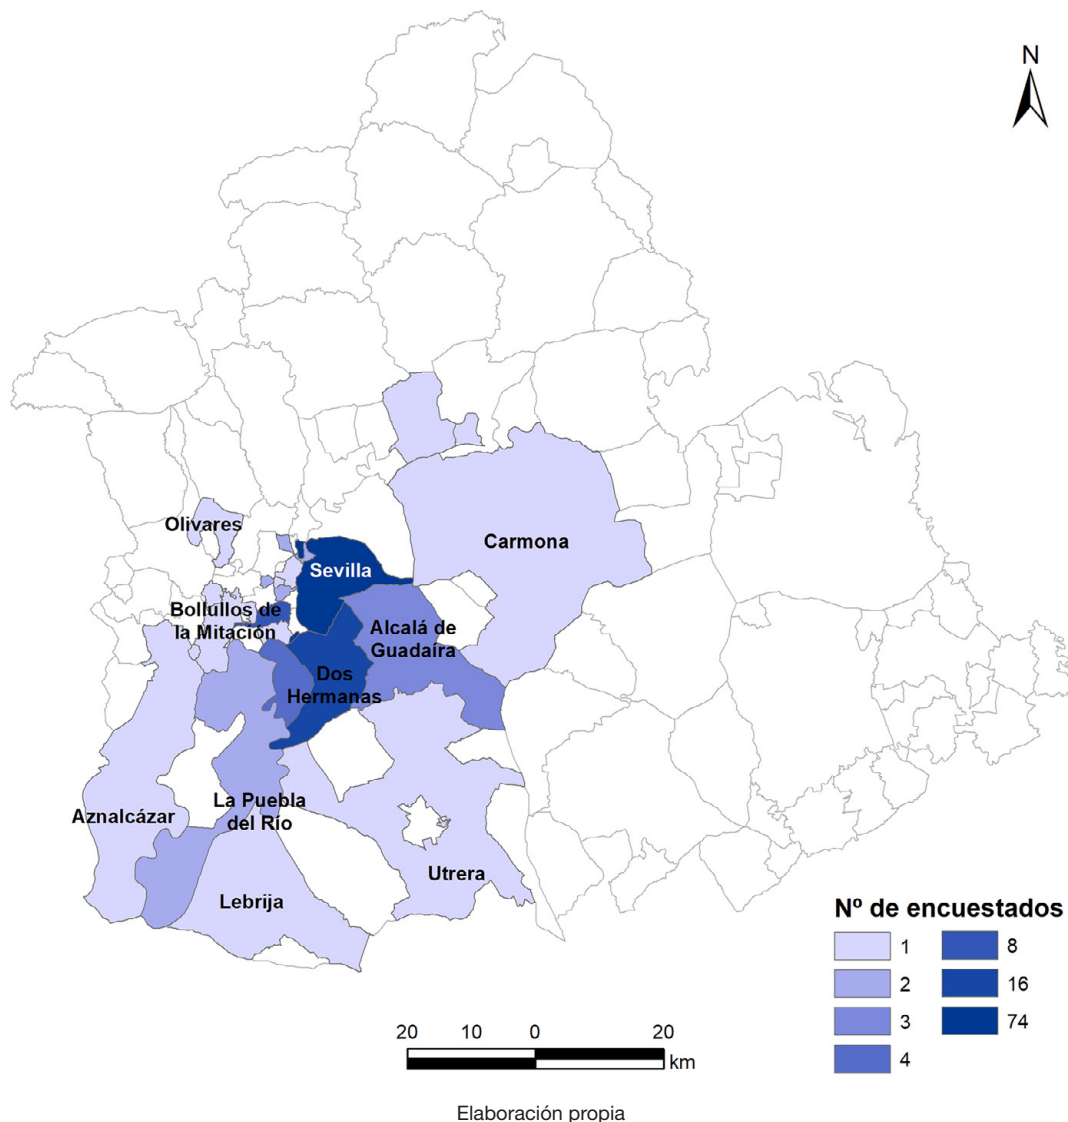 N
Olivares
Carmona
Sevilla
Bollullos de
la Mitación
Alcalá de
Guadaíra
Dos
Hermanas
Aznalcázar
La Puebla
del Río
Utrera
Lebrija
Nº de encuestados
1
8
2
16
3
74
4
20 10 0 20
km
Elaboración propia